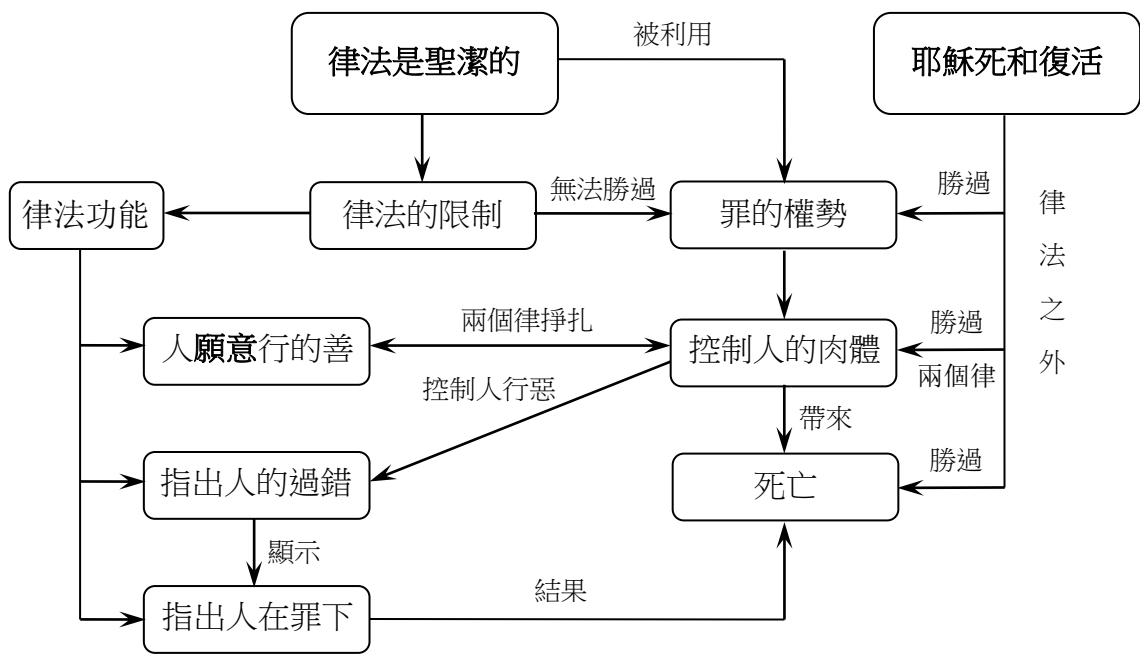 律法是聖潔的
被利用
耶穌死和復活
律法功能
律法的限制
無法勝過
罪的權勢
勝過
律法之外
人願意行的善
兩個律掙扎
控制人的肉體
勝過
兩個律
控制人行惡
帶來
指出人的過錯
死亡
勝過
顯示
指出人在罪下
結果